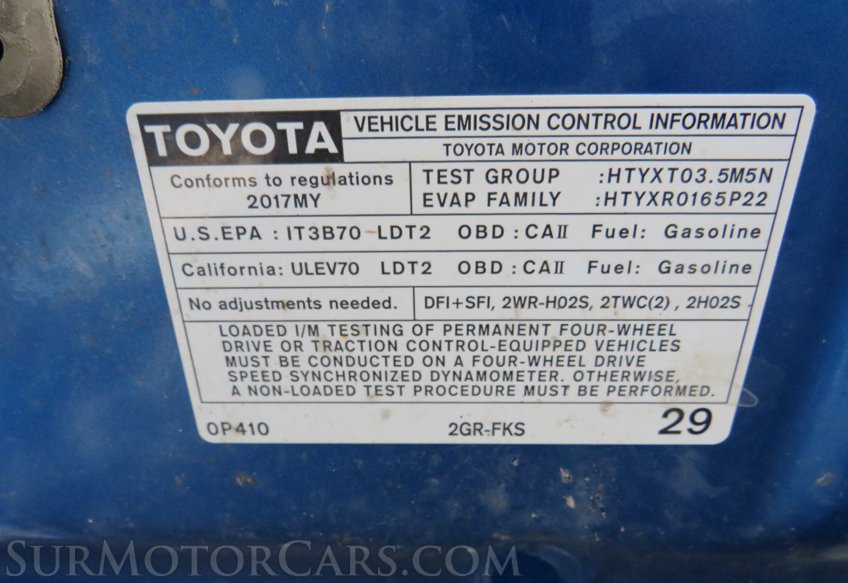 TOYOTA VEHICLE EMISSION CONTROL INFORMATION
TOYOTA MOTOR CORPORATION
Conforms to regulations
2017MY
TEST GROUP :HTYXT03.5M5N
EVAP FAMILY :HTYXR0165P22
U.S.EPA : IT3B70 LDT2 OBD : CAII Fuel: Gasoline
California: ULEV70 LDT2 OBD : CAII Fuel: Gasoline
No adjustments needed. DFI+SFI, 2WR-HO2S, 2TWC(2), 2HO2S
LOADED I/M TESTING OF PERMANENT FOUR-WHEEL
DRIVE OR TRACTION CONTROL-EQUIPPED VEHICLES
MUST BE CONDUCTED ON A FOUR-WHEEL DRIVE
SPEED SYNCHRONIZED DYNAMOMETER. OTHERWISE,
A NON-LOADED TEST PROCEDURE MUST BE PERFORMED.
0P410 2GR-FKS 29
SurMotorCars.com